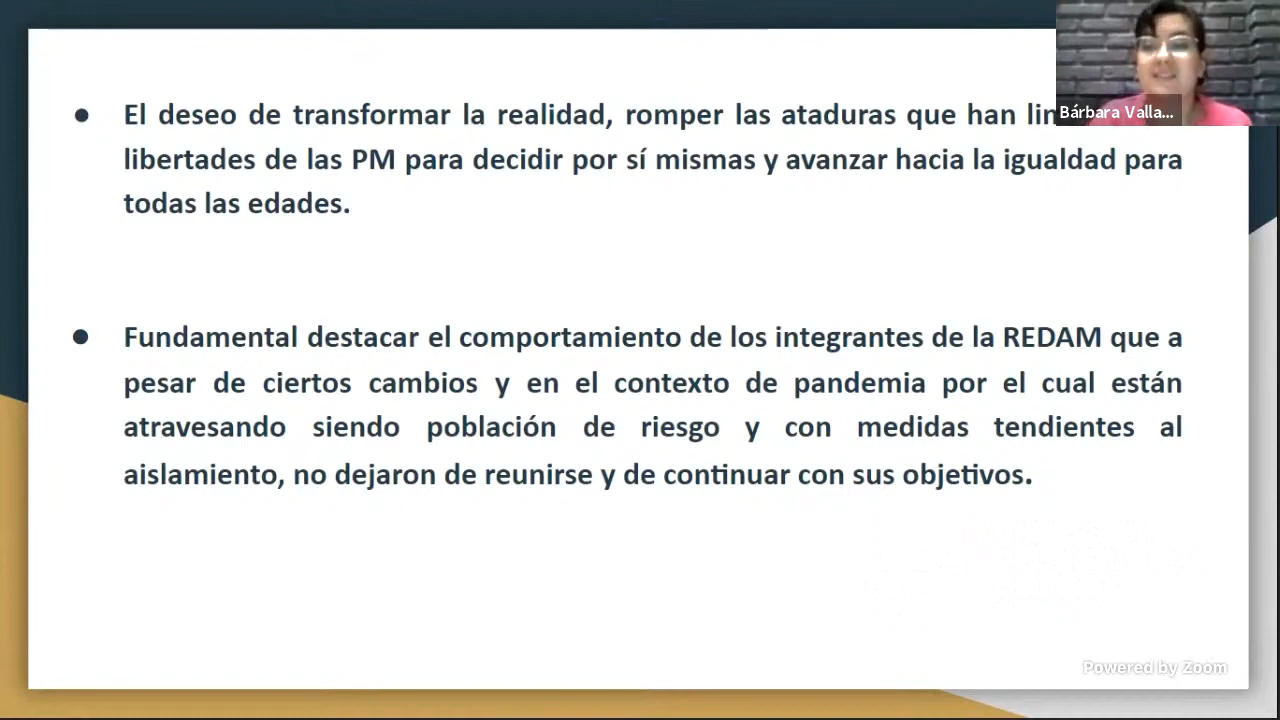 ● El deseo de transformar la realidad, romper las ataduras que han
libertades de las PM para decidir por sí mismas y avanzar hacia la igualdad para
todas las edades.
● Fundamental destacar el comportamiento de los integrantes de la REDAM que a
pesar de ciertos cambios y en el contexto de pandemia por el cual están
atravesando siendo población de riesgo y con medidas tendientes al
aislamiento, no dejaron de reunirse y de continuar con sus objetivos.
Bárbara Valla...
Powered by Zoom